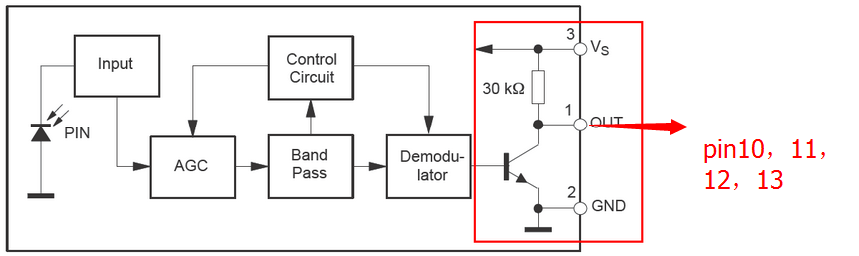 Input
PIN
AGC
Control
Circuit
Band
Pass
Demodu-
lator
30 kΩ
3
VS
1
OUT
2
GND
pin10，11，
12，13